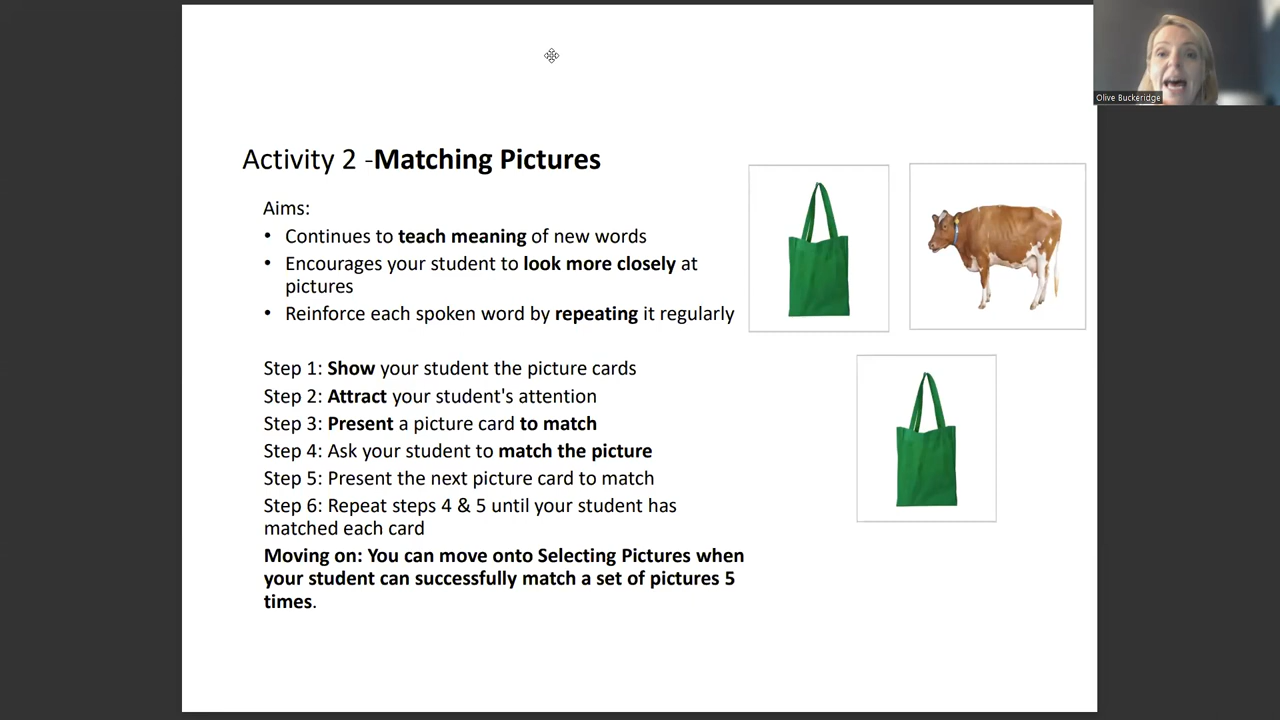 Olive Buckeridge
Activity 2 -Matching Pictures
Aims:
• Continues to teach meaning of new words
• Encourages your student to look more closely at
pictures
• Reinforce each spoken word by repeating it regularly
Step 1: Show your student the picture cards
Step 2: Attract your student's attention
Step 3: Present a picture card to match
Step 4: Ask your student to match the picture
Step 5: Present the next picture card to match
Step 6: Repeat steps 4 & 5 until your student has
matched each card
Moving on: You can move onto Selecting Pictures when
your student can successfully match a set of pictures 5
times.